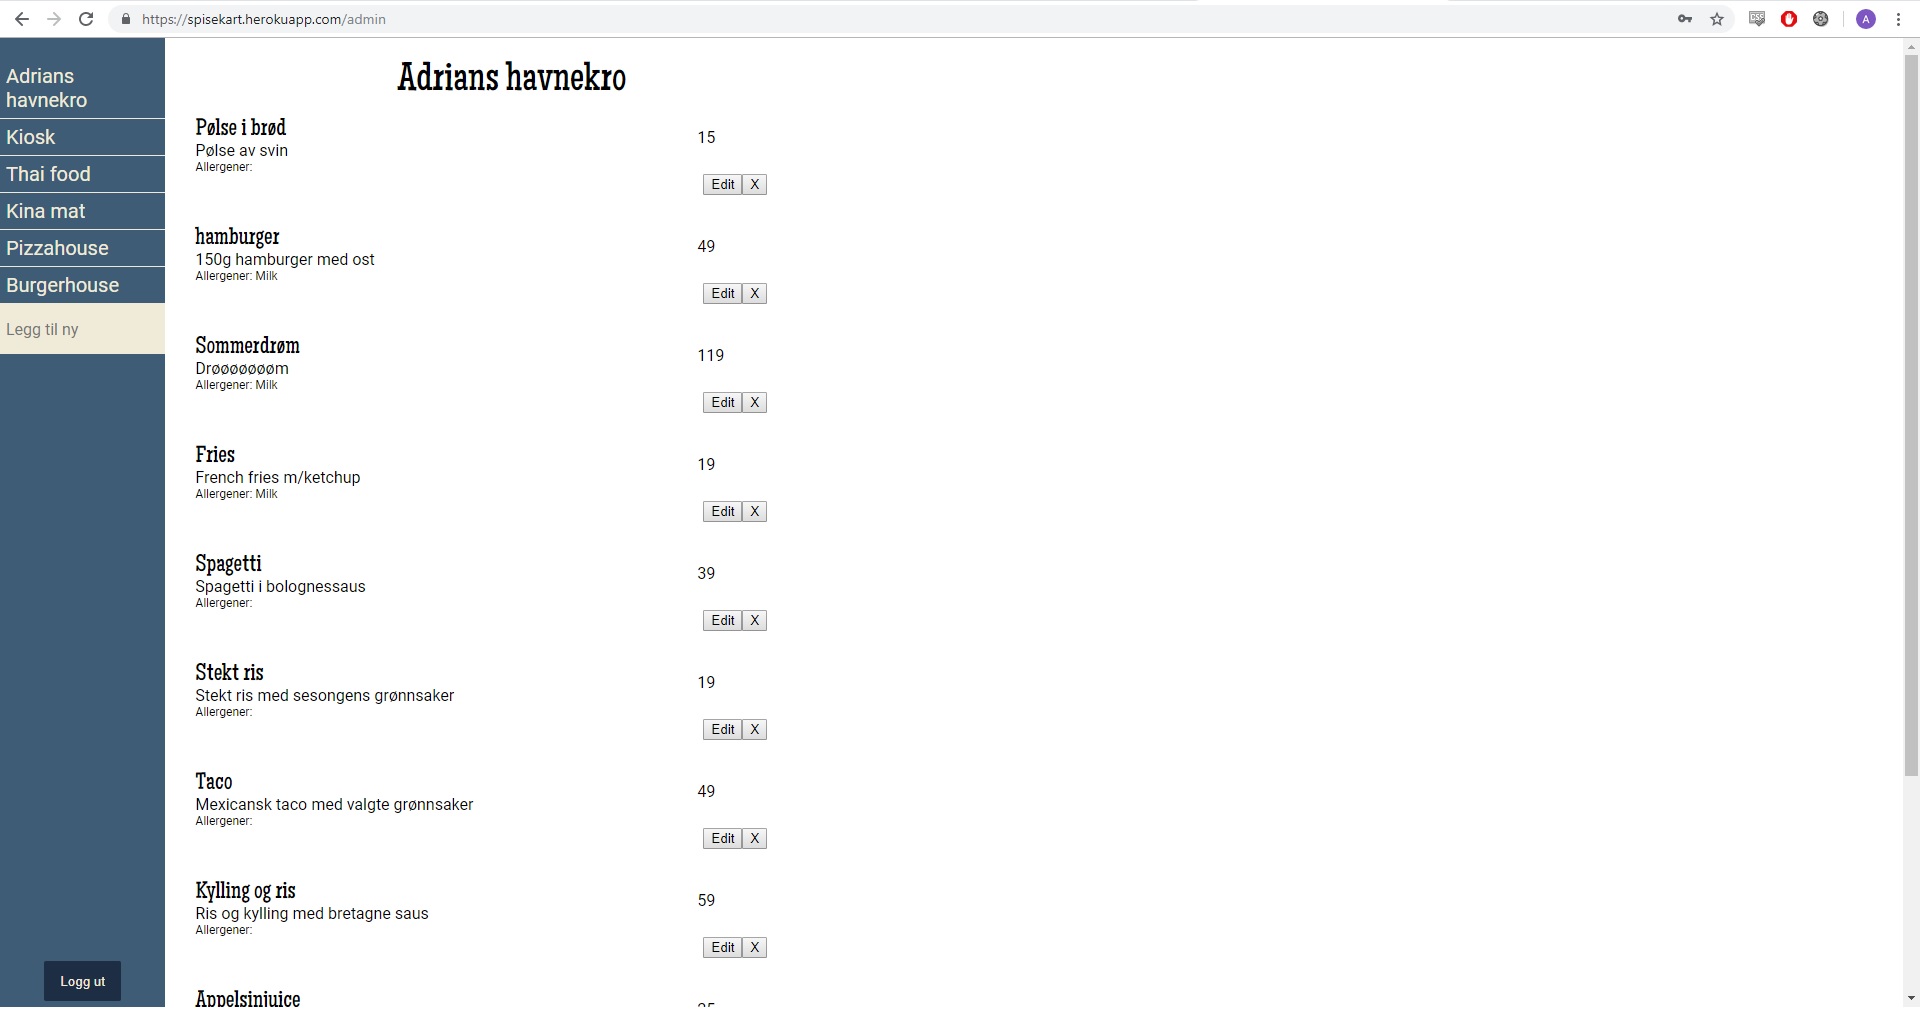 https://spisekart.herokuapp.com/admin
CSS
A
Adrians
havnekro
Kiosk
Thai food
Kina mat
Pizzahouse
Burgerhouse
Legg til ny
Logg ut
Adrians havnekro
Pølse i brød
Pølse av svin
Allergener:
15
Edit X
hamburger
150g hamburger med ost
Allergener: Milk
49
Edit X
Sommerdrøm
Drøøøøøøøm
Allergener: Milk
119
Edit X
Fries
French fries m/ketchup
Allergener: Milk
19
Edit X
Spagetti
Spagetti i bolognessaus
Allergener:
39
Edit X
Stekt ris
Stekt ris med sesongens grønnsaker
Allergener:
19
Edit X
Taco
Mexicansk taco med valgte grønnsaker
Allergener:
49
Edit X
Kylling og ris
Ris og kylling med bretagne saus
Allergener:
59
Edit X
Appelsinjuice